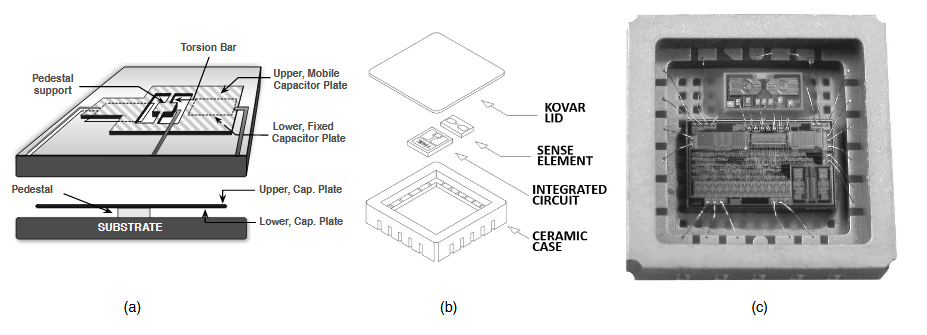 Torsion Bar
Pedestal
support
Upper, Mobile
Capacitor Plate
Lower, Fixed
Capacitor Plate
Pedestal
Upper, Cap. Plate
Lower, Cap. Plate
SUBSTRATE
(a)
KOVAR
LID
SENSE
ELEMENT
INTEGRATED
CIRCUIT
CERAMIC
CASE
(b)
(c)